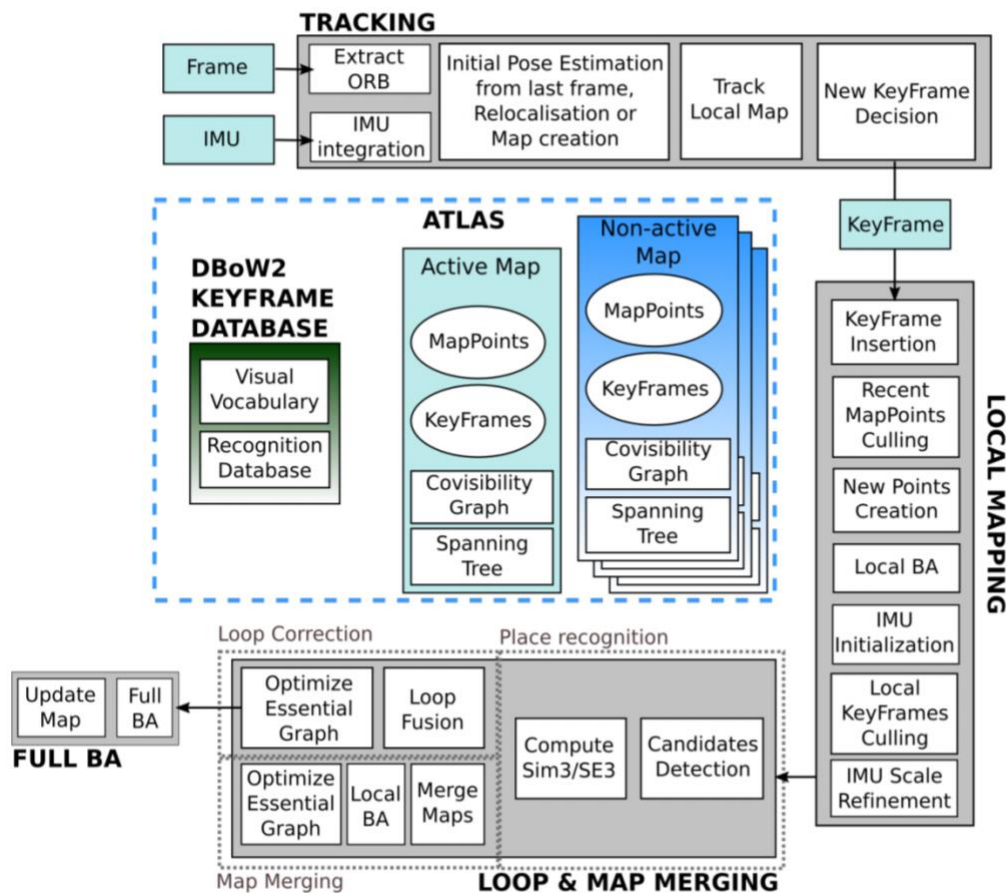 TRACKING
Frame
IMU
Extract
ORB
IMU
integration
Initial Pose Estimation
from last frame,
Relocalisation or
Map creation
Track
Local Map
New KeyFrame
Decision
KeyFrame
ATLAS
DBoW2
KEYFRAME
DATABASE
Visual
Vocabulary
Recognition
Database
Active Map
MapPoints
KeyFrames
Covisibility
Graph
Spanning
Tree
Non-active
Map
MapPoints
KeyFrames
Covisibility
Graph
Spanning
Tree
LOCAL MAPPING
KeyFrame
Insertion
Recent
MapPoints
Culling
New Points
Creation
Local BA
IMU
Initialization
Local
KeyFrames
Culling
IMU Scale
Refinement
Loop Correction
Place recognition
Optimize
Essential
Graph
Loop
Fusion
Compute
Sim3/SE3
Candidates
Detection
Optimize
Essential
Graph
Local
BA
Merge
Maps
Map Merging
LOOP & MAP MERGING
Update
Map
Full
BA
FULL BA